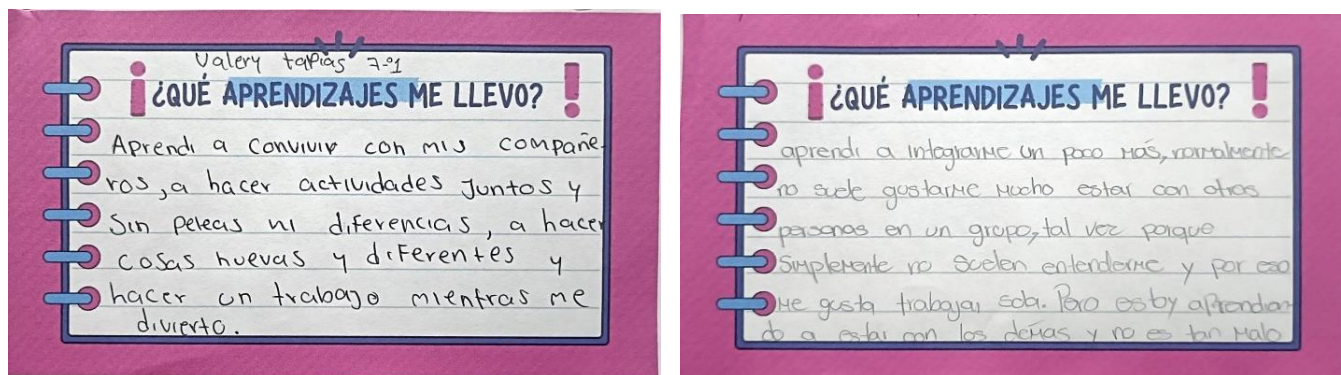 Valery tapias 7-º1
¡¿QUÉ APRENDIZAJES ME LLEVO?!
Aprendi a convivir con mis compañe
ros, a hacer actividades juntos y
Sin peleas ni diferencias, a hacer
cosas nuevas y diferentes y
hacer un trabajo mientras me
divierto.
¡¿QUÉ APRENDIZAJES ME LLEVO?!
aprendi a integrarme un poco más, normalmente
no suele gustarme mucho estar con otras
personas en un grupo, tal vez porque
Simplemente no suelen entenderme y por eso
Me gusta trabajar sola. Pero estoy aprendien
do a estar con los demás y no es tan malo